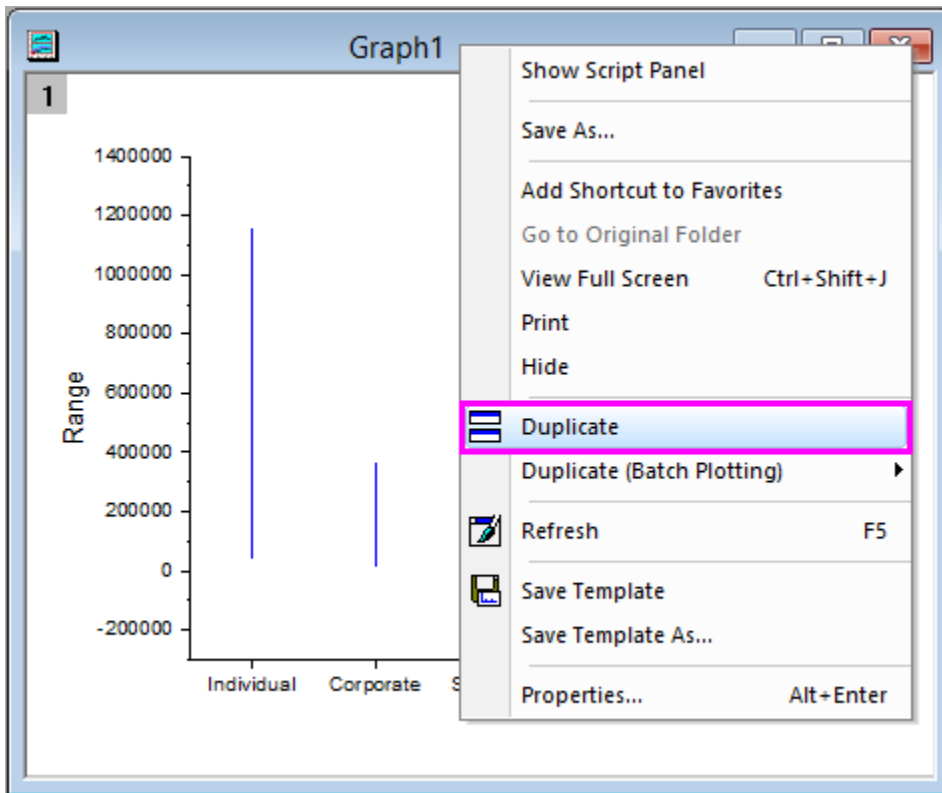 Graph1
1
1400000
1200000
1000000
800000
600000
400000
200000
0
-200000
Range
Individual Corporate S
Show Script Panel
Save As...
Add Shortcut to Favorites
Go to Original Folder
View Full Screen Ctrl+Shift+J
Print
Hide
Duplicate
Duplicate (Batch Plotting)
Refresh F5
Save Template
Save Template As...
Properties... Alt+Enter